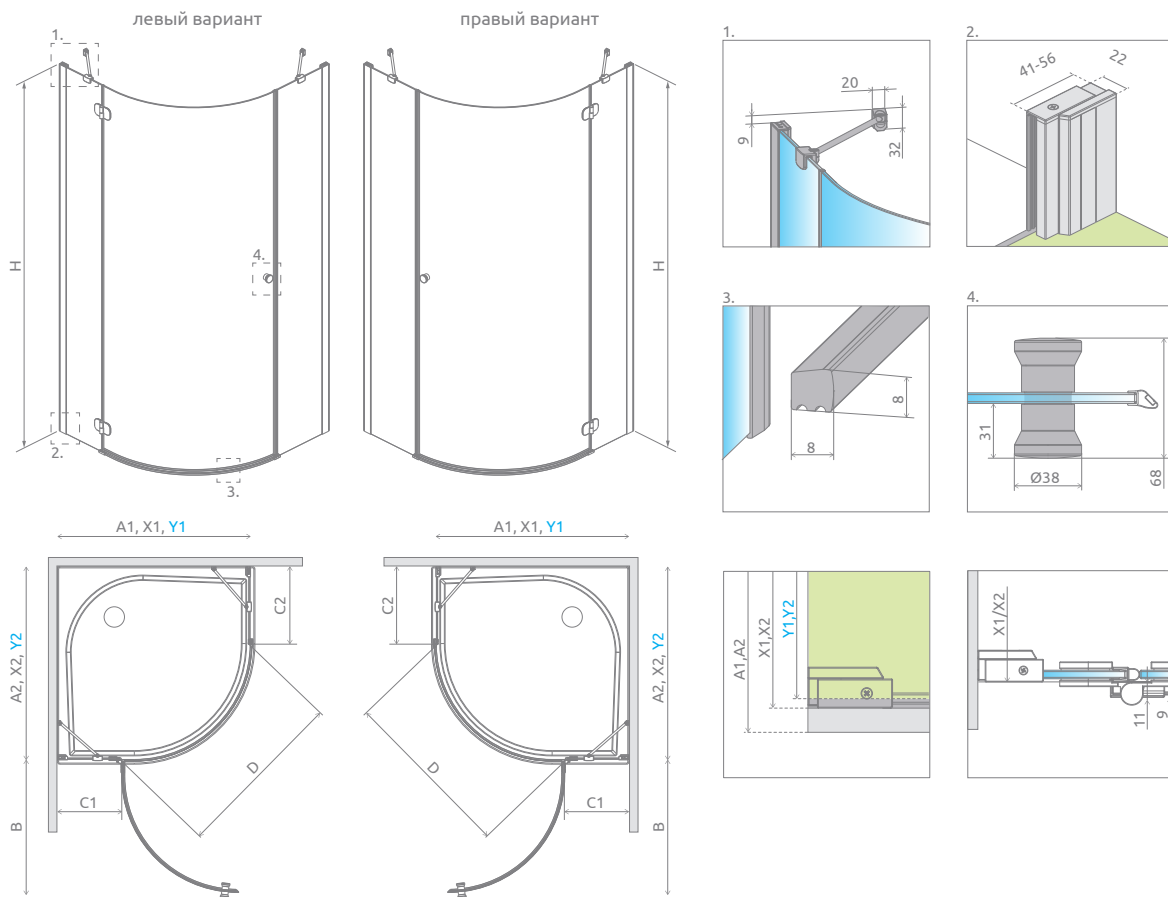 левый вариант
правый вариант
1.
H
4.
2.
3.
H
1.
20
9
32
2.
41-56
22
3.
8
8
4.
31
Ø38
68
A1, X1, Y1
A2, X2, Y2
C2
C1
D
B
A1, X1, Y1
C2
A2, X2, Y2
D
C1
B
A1,A2
X1,X2
Y1,Y2
X1/X2
11
9